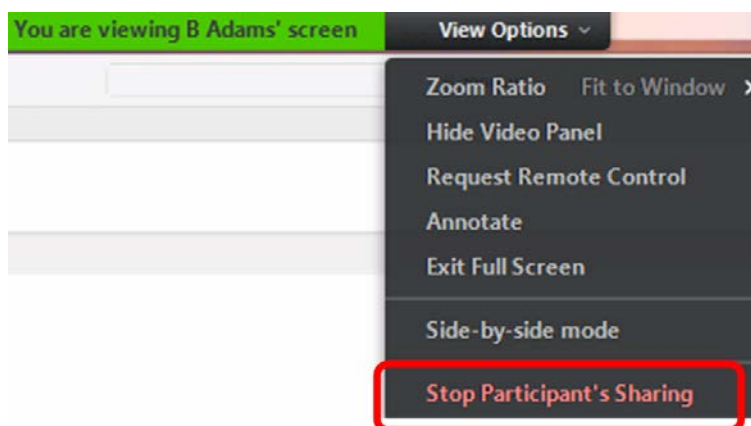 You are viewing B Adams' screen View Options
Zoom Ratio Fit to Window
Hide Video Panel
Request Remote Control
Annotate
Exit Full Screen
Side-by-side mode
Stop Participant's Sharing